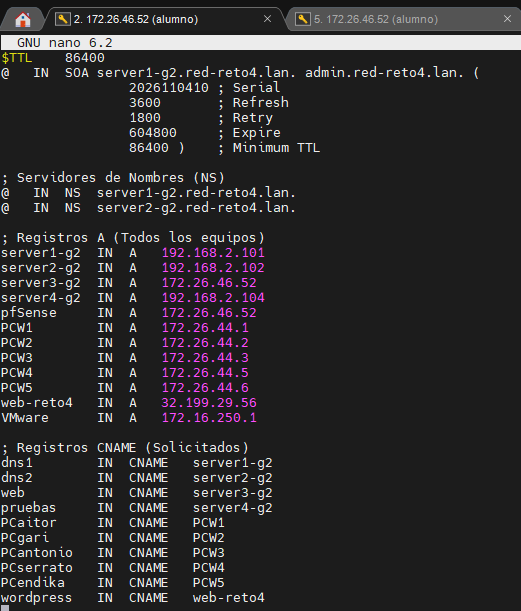 2. 172.26.46.52 (alumno)
5. 172.26.46.52 (alumno)
GNU nano 6.2
$TTL 86400
@ IN SOA server1-g2.red-reto4.lan. admin.red-reto4.lan. (
2026110410 ; Serial
3600 ; Refresh
1800 ; Retry
604800 ; Expire
86400 ) ; Minimum TTL
; Servidores de Nombres (NS)
@ IN NS server1-g2.red-reto4.lan.
@ IN NS server2-g2.red-reto4.lan.
; Registros A (Todos los equipos)
server1-g2 IN A 192.168.2.101
server2-g2 IN A 192.168.2.102
server3-g2 IN A 172.26.46.52
server4-g2 IN A 192.168.2.104
pfSense IN A 172.26.46.52
PCW1 IN A 172.26.44.1
PCW2 IN A 172.26.44.2
PCW3 IN A 172.26.44.3
PCW4 IN A 172.26.44.5
PCW5 IN A 172.26.44.6
web-reto4 IN A 32.199.29.56
VMware IN A 172.16.250.1
; Registros CNAME (Solicitados)
dns1 IN CNAME server1-g2
dns2 IN CNAME server2-g2
web IN CNAME server3-g2
pruebas IN CNAME server4-g2
PCaitor IN CNAME PCW1
PCgari IN CNAME PCW2
PCantonio IN CNAME PCW3
PCserrato IN CNAME PCW4
PCendika IN CNAME PCW5
wordpress IN CNAME web-reto4